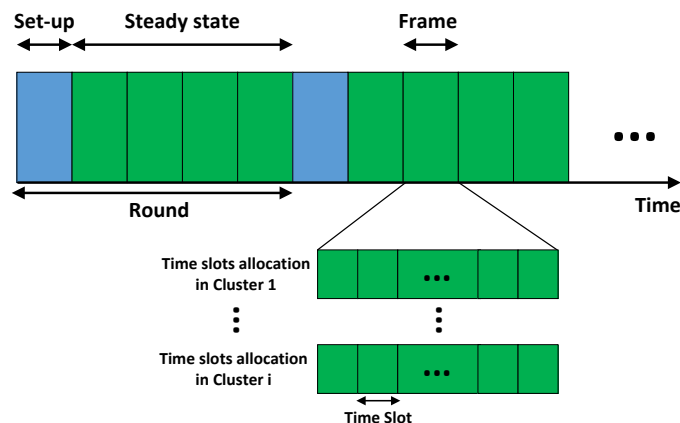 Set-up
Steady state
Frame
...
Round
Time
Time slots allocation
in Cluster 1
...
Time slots allocation
in Cluster i
...
Time Slot